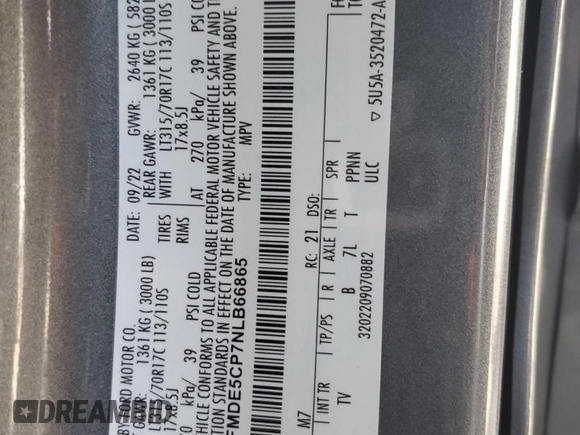 BY FORD MOTOR CO.
DATE: 09/22 GVWR: 2640 KG ( 582
GAWR: 1361 KG ( 3000 LB) REAR GAWR: 1361 KG ( 3000 L
LT315/70R17C 113/110S TIRES WITH LT315/70R17C 113/110S
17x8.5J RIMS 17x8.5J
kPa/ 39 PSI COLD AT 270 kPa/ 39 PSI CO
VEHICLE CONFORMS TO ALL APPLICABLE FEDERAL MOTOR VEHICLE SAFETY AND
STANDARDS IN EFFECT ON THE DATE OF MANUFACTURE SHOWN ABOVE.
FMDE5CP7NLB66865 TYPE: MPV
M7 RC: 21 DSO:
INT TR TP/PS R AXLE TR SPR
TV B 7L T PPNN
3202209070882 ULC
▽ 5U5A-3520472-A
DREAMBID